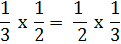 1/3 x 1/2 = 1/2 x 1/3